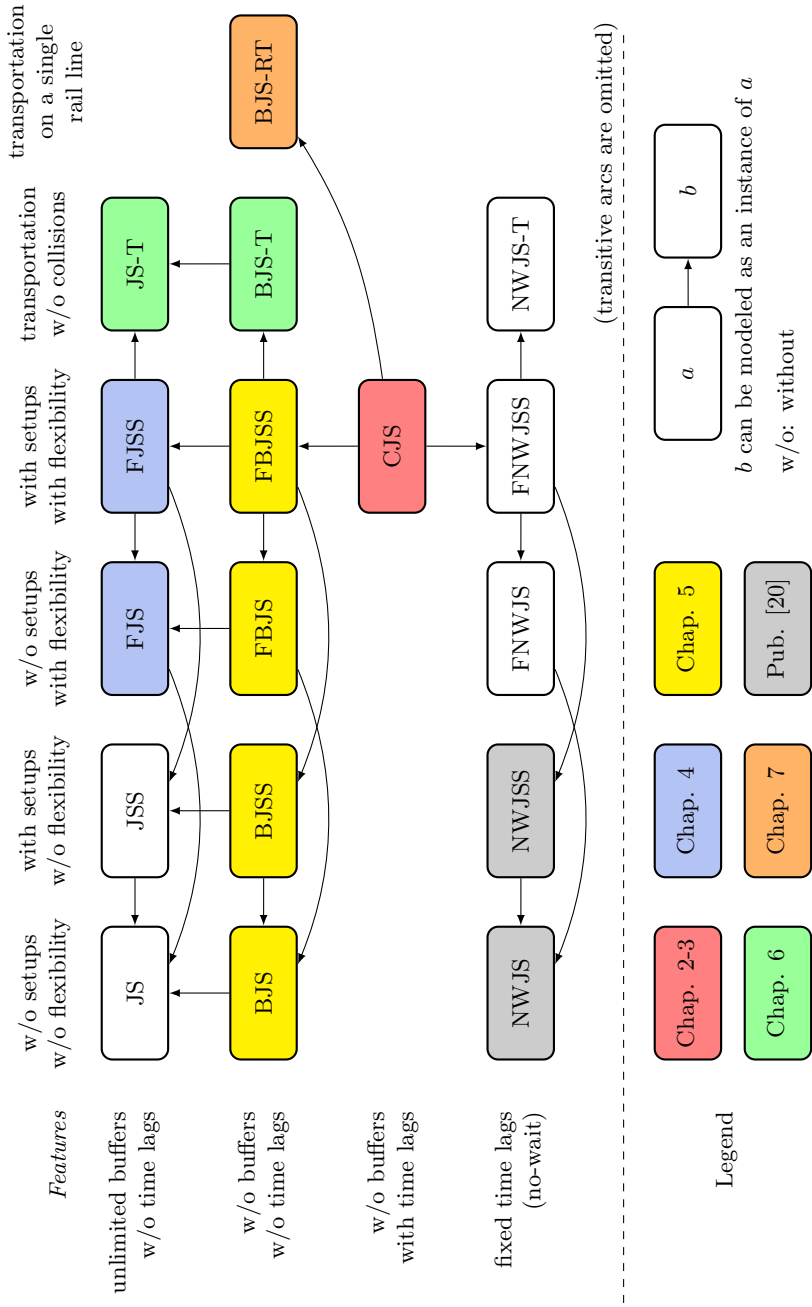 Features
w/o setups
w/o flexibility
with setups
w/o flexibility
w/o setups
with flexibility
with setups
with flexibility
transportation
w/o collisions
transportation
on a single
rail line
unlimited buffers
w/o time lags
JS
JSS
FJS
FJSS
JS-T
w/o buffers
w/o time lags
BJS
BJSS
FBJS
FBJSS
BJS-T
BJS-RT
w/o buffers
with time lags
CJS
fixed time lags
(no-wait)
NWJS
NWJSS
FNWJS
FNWJSS
NWJS-T
(transitive arcs are omitted)
Legend
Chap. 2-3
Chap. 4
Chap. 5
Chap. 6
Chap. 7
Pub. [20]
a
b
b can be modeled as an instance of a
w/o: without